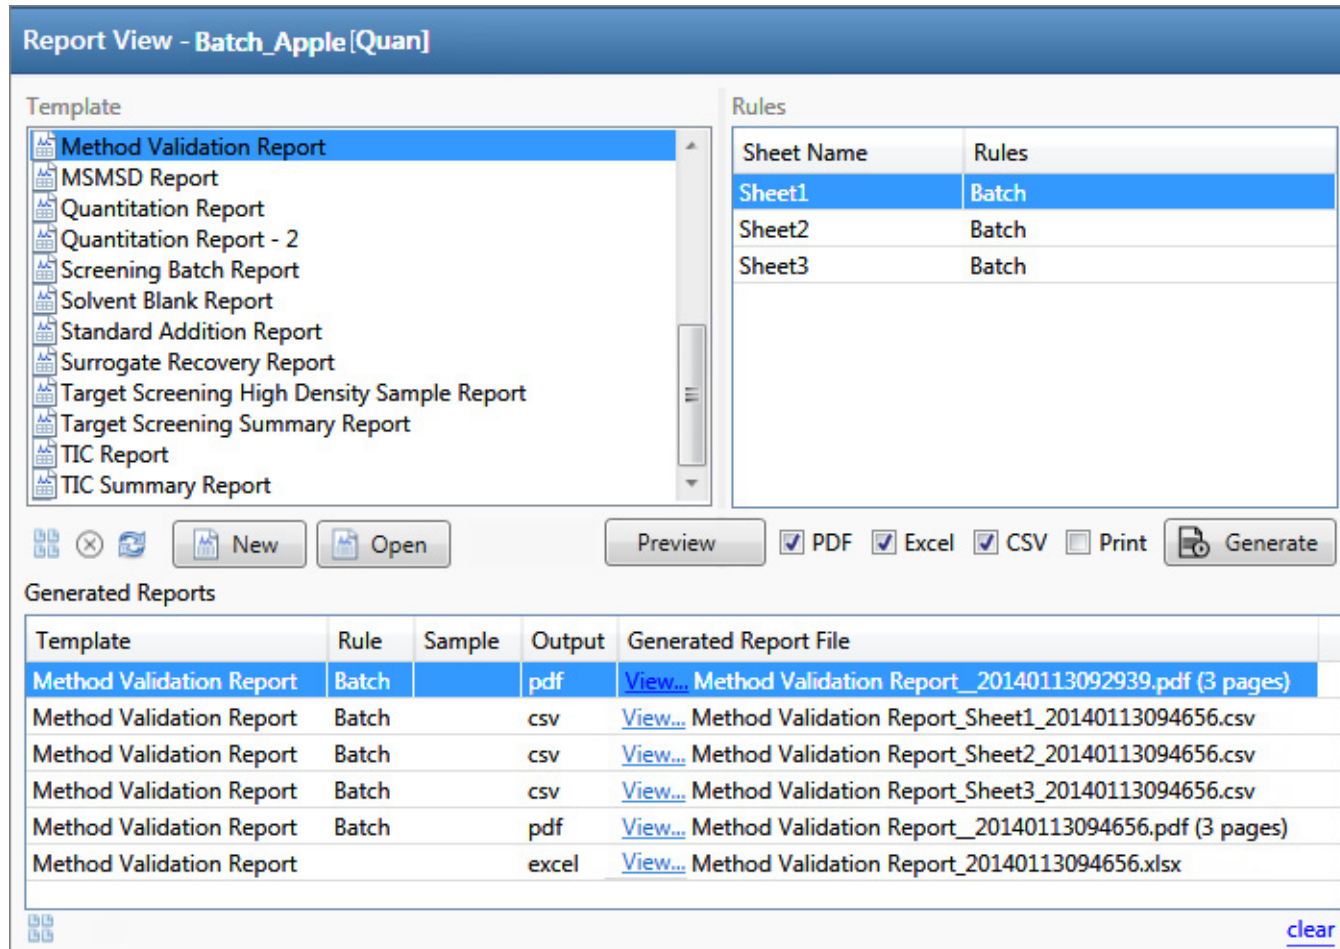 Report View - Batch_Apple[Quan]
Template
Method Validation Report
MSMSD Report
Quantitation Report
Quantitation Report - 2
Screening Batch Report
Solvent Blank Report
Standard Addition Report
Surrogate Recovery Report
Target Screening High Density Sample Report
Target Screening Summary Report
TIC Report
TIC Summary Report
Rules
Sheet Name Rules
Sheet1 Batch
Sheet2 Batch
Sheet3 Batch
New Open Preview PDF Excel CSV Print Generate
Generated Reports
Template Rule Sample Output Generated Report File
Method Validation Report Batch pdf View... Method Validation Report__20140113092939.pdf (3 pages)
Method Validation Report Batch csv View... Method Validation Report_Sheet1_20140113094656.csv
Method Validation Report Batch csv View... Method Validation Report_Sheet2_20140113094656.csv
Method Validation Report Batch csv View... Method Validation Report_Sheet3_20140113094656.csv
Method Validation Report Batch pdf View... Method Validation Report__20140113094656.pdf (3 pages)
Method Validation Report excel View... Method Validation Report_20140113094656.xlsx
clear